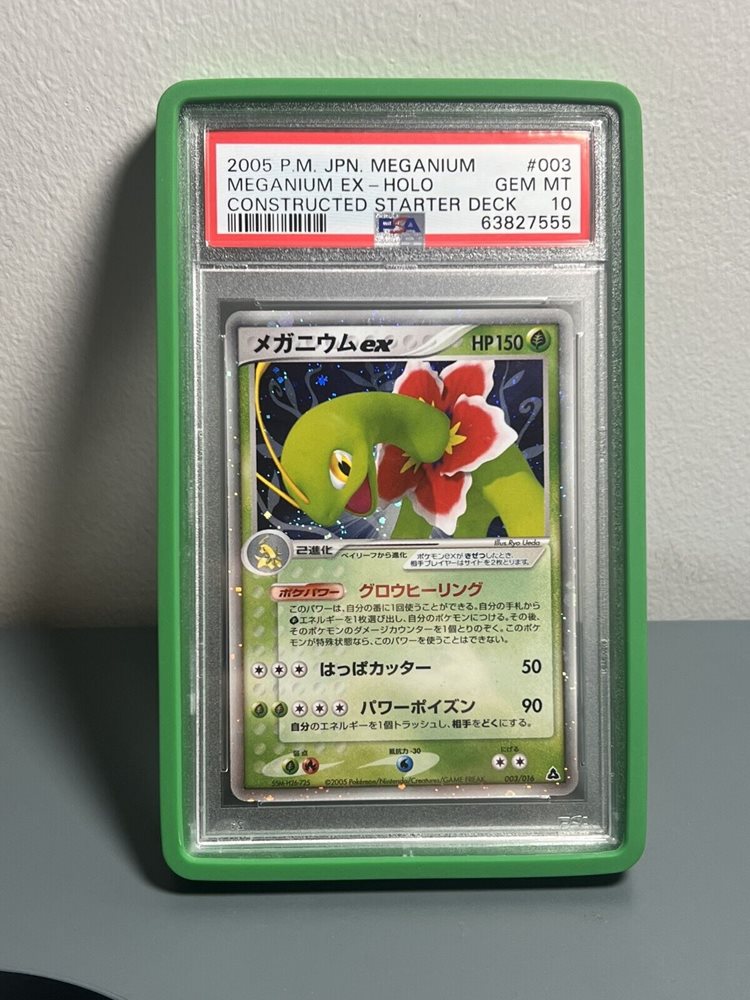 2005 P.M. JPN. MEGANIUM #003
MEGANIUM EX - HOLO GEM MT
CONSTRUCTED STARTER DECK 10
PSA 63827555
メガニウムex HP150
Illus. Ryo Ueda
2進化 ベイリーフから進化
ポケモンexがきぜつしたとき、
相手プレイヤーはサイドを2枚とります。
ポケパワー グロウヒーリング
このパワーは、自分の番に1回使うことができる。自分の手札から
エネルギーを1枚選び出し、自分のポケモンにつける。その後、
そのポケモンのダメージカウンターを1個とりのぞく。このポケ
モンが特殊状態なら、このパワーを使うことはできない。
はっぱカッター 50
パワーポイズン 90
自分のエネルギーを1個トラッシュし、相手をどくにする。
弱点 抵抗力 -30 にげる
©2005 Pokémon/Nintendo/Creatures/GAME FREAK 003/016
PSA